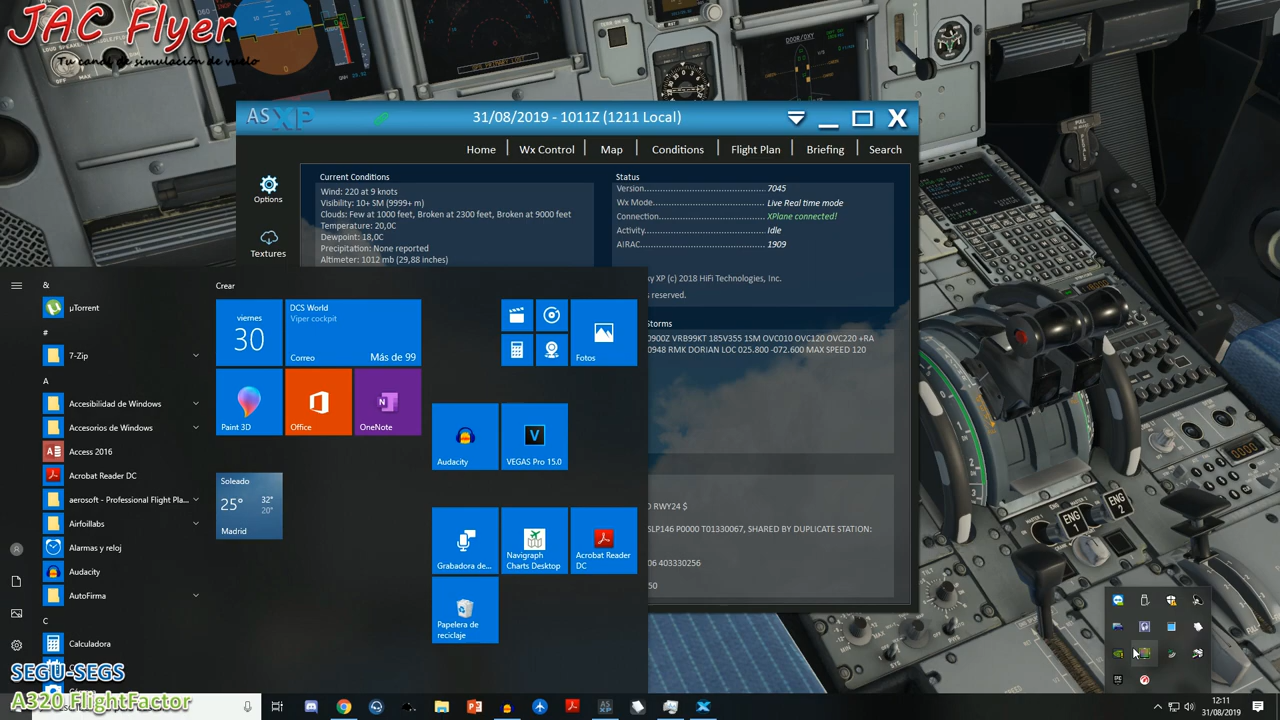 JAC Flyer
Tu canal de simulación de vuelo
DOOR/OXY
ASXP
31/08/2019 - 1011Z (1211 Local)
X
Home
Wx Control
Map
Conditions
Flight Plan
Briefing
Search
Options
Textures
Current Conditions
Wind: 220 at 9 knots
Visibility: 10+ SM (9999+ m)
Clouds: Few at 1000 feet, Broken at 2300 feet, Broken at 9000 feet
Temperature: 20,0C
Dewpoint: 18,0C
Precipitation: None reported
Altimeter: 1012 mb (29,88 inches)
Status
Version 7045
Wx Mode Live Real time mode
Connection XPlane connected!
Activity Idle
AIRAC 1909
xy XP (c) 2018 HiFi Technologies, Inc.
s reserved.
Storms
0900Z VRB99KT 185V355 1SM OVC010 OVC120 OVC220 +RA
0948 RMK DORIAN LOC 025.800 -072.600 MAX SPEED 120
0 RWY24 $
SLP146 P0000 T01330067, SHARED BY DUPLICATE STATION:
06 403330256
50
&
µTorrent
#
7-Zip
A
Accesibilidad de Windows
Accesorios de Windows
Access 2016
Acrobat Reader DC
aerosoft - Professional Flight Pla...
Airfoillabs
Alarmas y reloj
Audacity
AutoFirma
C
Calculadora
Crear
viernes
30
DCS World
Viper cockpit
Correo
Más de 99
Fotos
Paint 3D
Office
OneNote
Audacity
VEGAS Pro 15.0
Soleado
25°
32°
20°
Madrid
Grabadora de...
Navigraph
Charts Desktop
Acrobat Reader
DC
Papelera de
reciclaje
SEGU-SEGS
A320 FlightFactor
ENG
1
ENG
2
12:11
31/08/2019